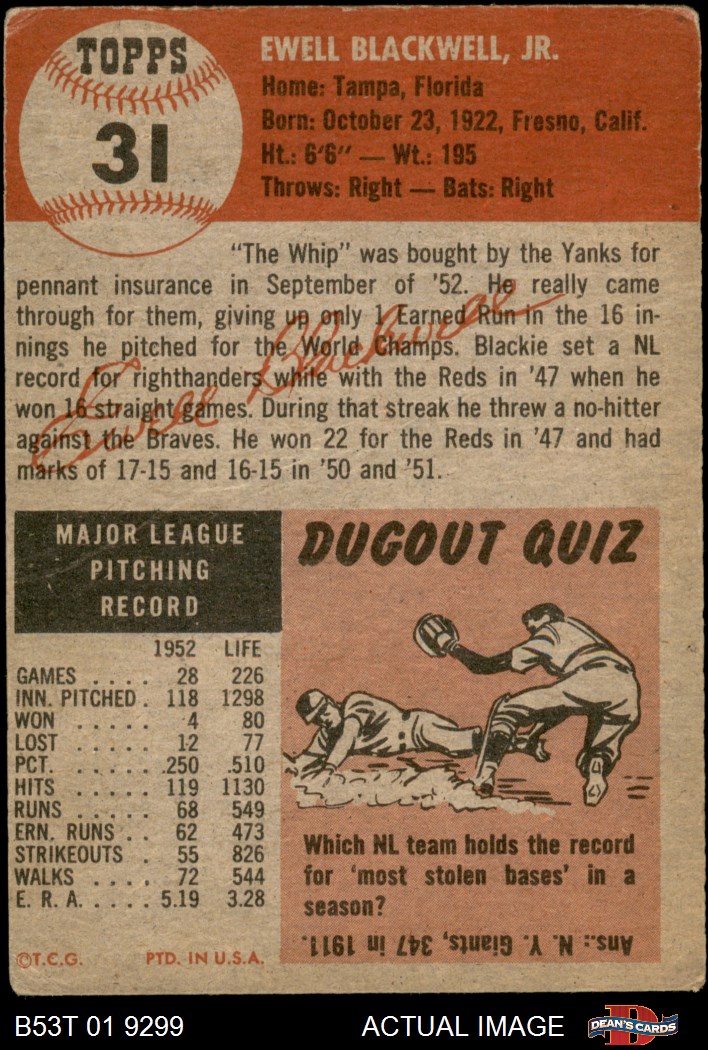 TOPPS
31
EWELL BLACKWELL, JR.
Home: Tampa, Florida
Born: October 23, 1922, Fresno, Calif.
Ht.: 6'6" — Wt.: 195
Throws: Right — Bats: Right
"The Whip" was bought by the Yanks for
pennant insurance in September of '52. He really came
through for them, giving up only 1 Earned Run in the 16 in-
nings he pitched for the World Champs. Blackie set a NL
record for righthanders while with the Reds in '47 when he
won 16 straight games. During that streak he threw a no-hitter
against the Braves. He won 22 for the Reds in '47 and had
marks of 17-15 and 16-15 in '50 and '51.
Ewell Blackwell
MAJOR LEAGUE
PITCHING
RECORD
1952 LIFE
GAMES . . . . 28 226
INN. PITCHED . 118 1298
WON . . . . . 4 80
LOST . . . . . 12 77
PCT. . . . . . .250 .510
HITS . . . . . 119 1130
RUNS . . . . . 68 549
ERN. RUNS . . 62 473
STRIKEOUTS . 55 826
WALKS . . . . 72 544
E. R. A. . . . . 5.19 3.28
©T.C.G. PTD. IN U.S.A.
DUGOUT QUIZ
Which NL team holds the record
for 'most stolen bases' in a
season?
Ans.: N. Y. Giants, 347 in 1911.
B53T 01 9299
ACTUAL IMAGE
D
DEAN'S CARDS